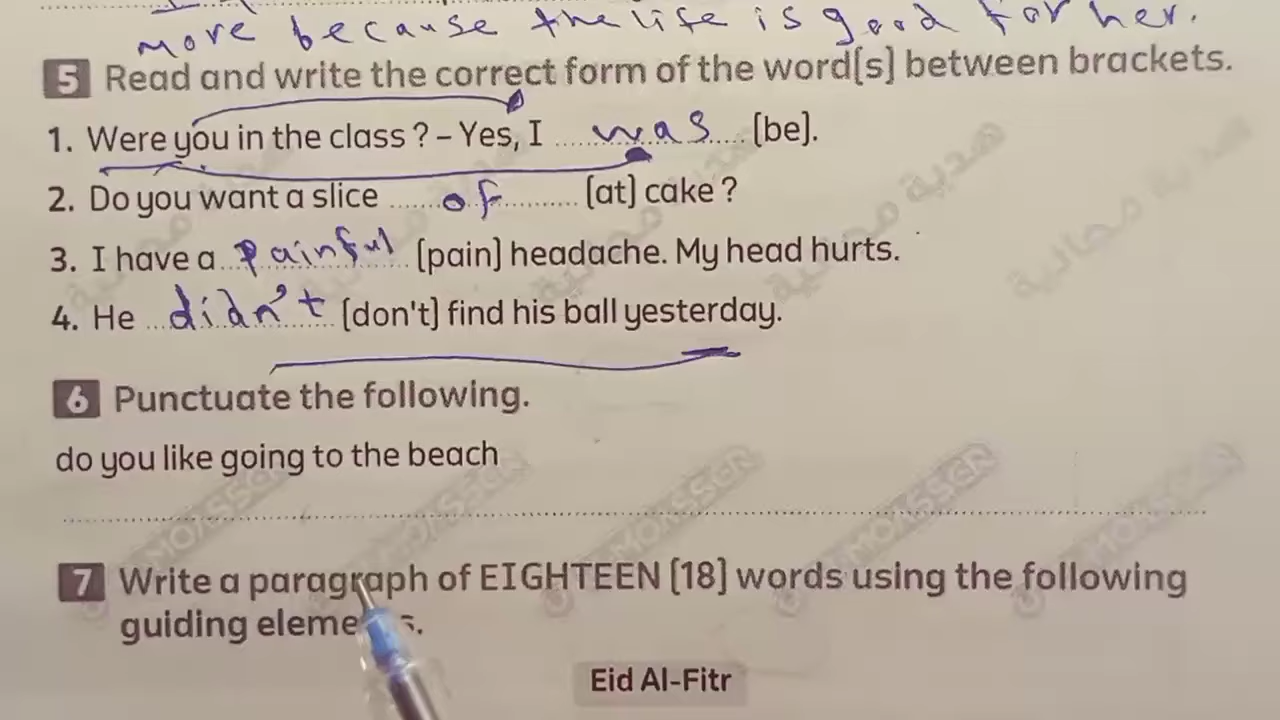 more because the life is good for her.
5 Read and write the correct form of the word[s] between brackets.
1. Were you in the class ? – Yes, I ..... was ..... [be].
2. Do you want a slice ..... of ..... [at] cake ?
3. I have a ..... painful ..... [pain] headache. My head hurts.
4. He ..... didn't ..... [don't] find his ball yesterday.
6 Punctuate the following.
do you like going to the beach
7 Write a paragraph of EIGHTEEN [18] words using the following
guiding
Eid Al-Fitr